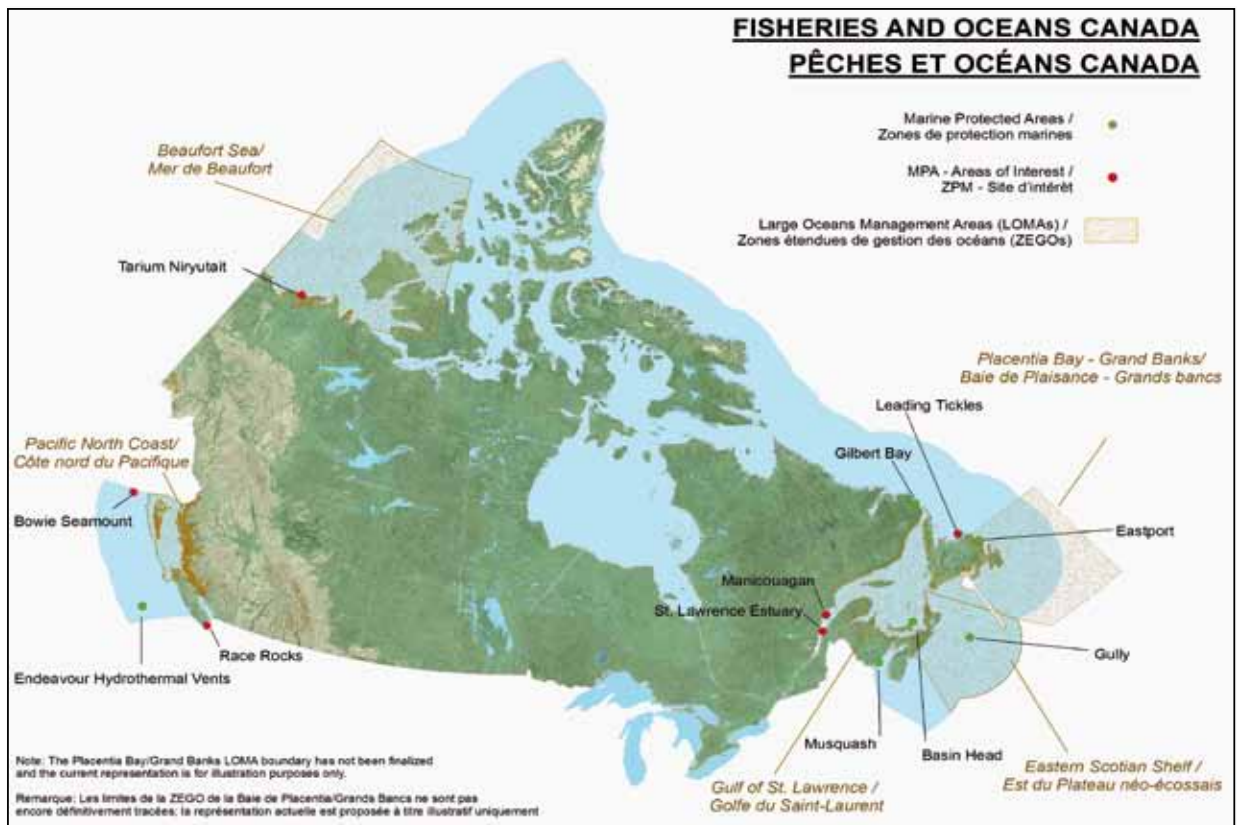 FISHERIES AND OCEANS CANADA
PÊCHES ET OCÉANS CANADA
Marine Protected Areas /
Zones de protection marines
MPA - Areas of Interest /
ZPM - Site d'intérêt
Large Oceans Management Areas (LOMAs) /
Zones étendues de gestion des océans (ZEGOs)
Beaufort Sea/
Mer de Beaufort
Tarium Niryutait
Placentia Bay - Grand Banks/
Baie de Plaisance - Grands bancs
Leading Tickles
Gilbert Bay
Pacific North Coast/
Côte nord du Pacifique
Bowie Seamount
Eastport
Manicouagan
St. Lawrence Estuary
Race Rocks
Endeavour Hydrothermal Vents
Gully
Musquash
Basin Head
Eastern Scotian Shelf /
Est du Plateau néo-écossais
Gulf of St. Lawrence /
Golfe du Saint-Laurent
Note: The Placentia Bay/Grand Banks LOMA boundary has not been finalized
and the current representation is for illustration purposes only.
Remarque: Les limites de la ZEGO de la Baie de Placentia/Grands Bancs ne sont pas
encore définitivement tracées; la représentation actuelle est proposée à titre illustratif uniquement